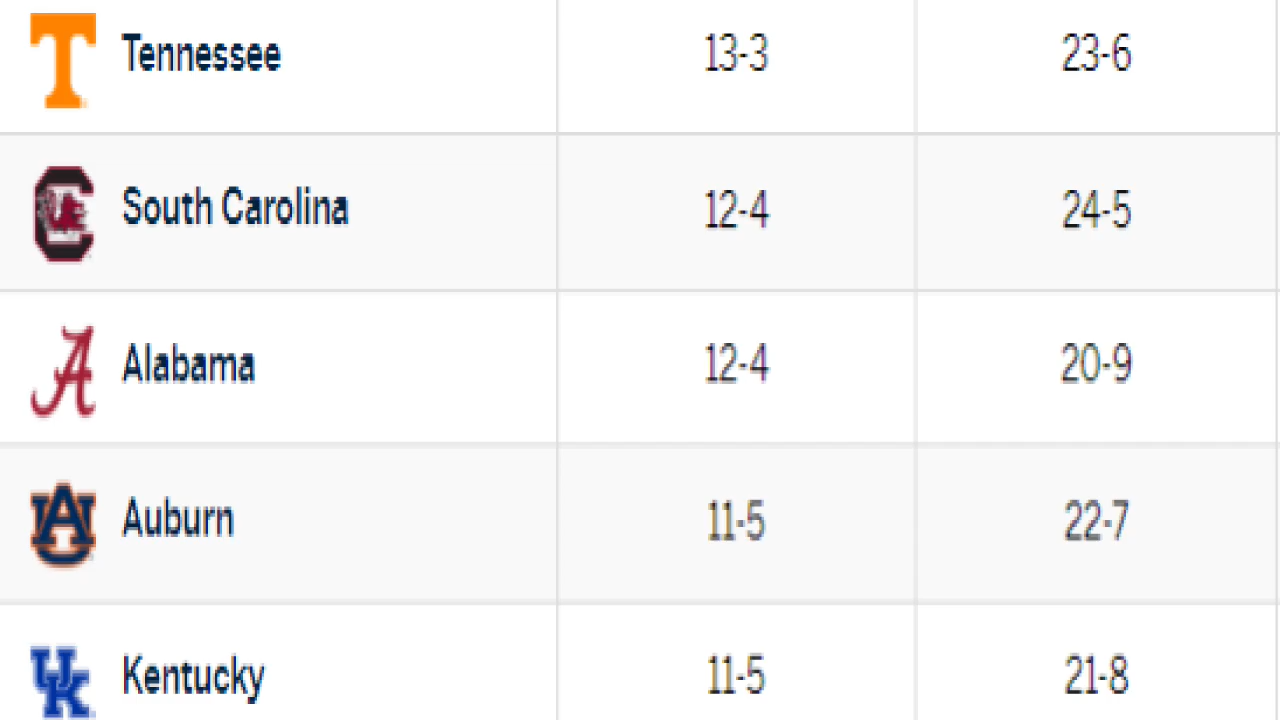 Tennessee 13-3 23-6
South Carolina 12-4 24-5
Alabama 12-4 20-9
Auburn 11-5 22-7
Kentucky 11-5 21-8